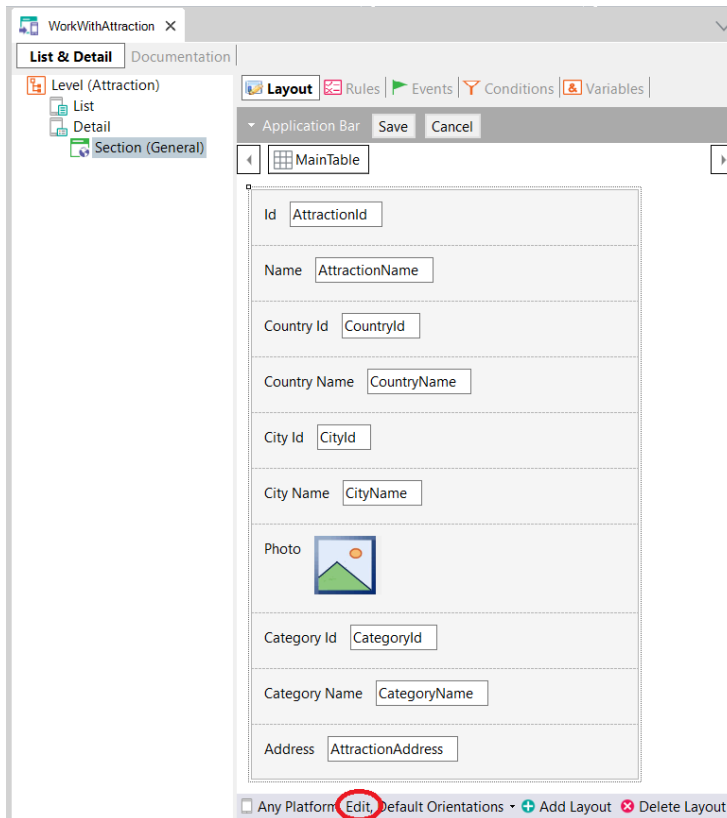 WorkWithAttraction
List & Detail Documentation
Level (Attraction)
List
Detail
Section (General)
Layout Rules Events Conditions & Variables
Application Bar Save Cancel
MainTable
Id AttractionId
Name AttractionName
Country Id CountryId
Country Name CountryName
City Id CityId
City Name CityName
Photo
Category Id CategoryId
Category Name CategoryName
Address AttractionAddress
Any Platform, Edit, Default Orientations Add Layout Delete Layout